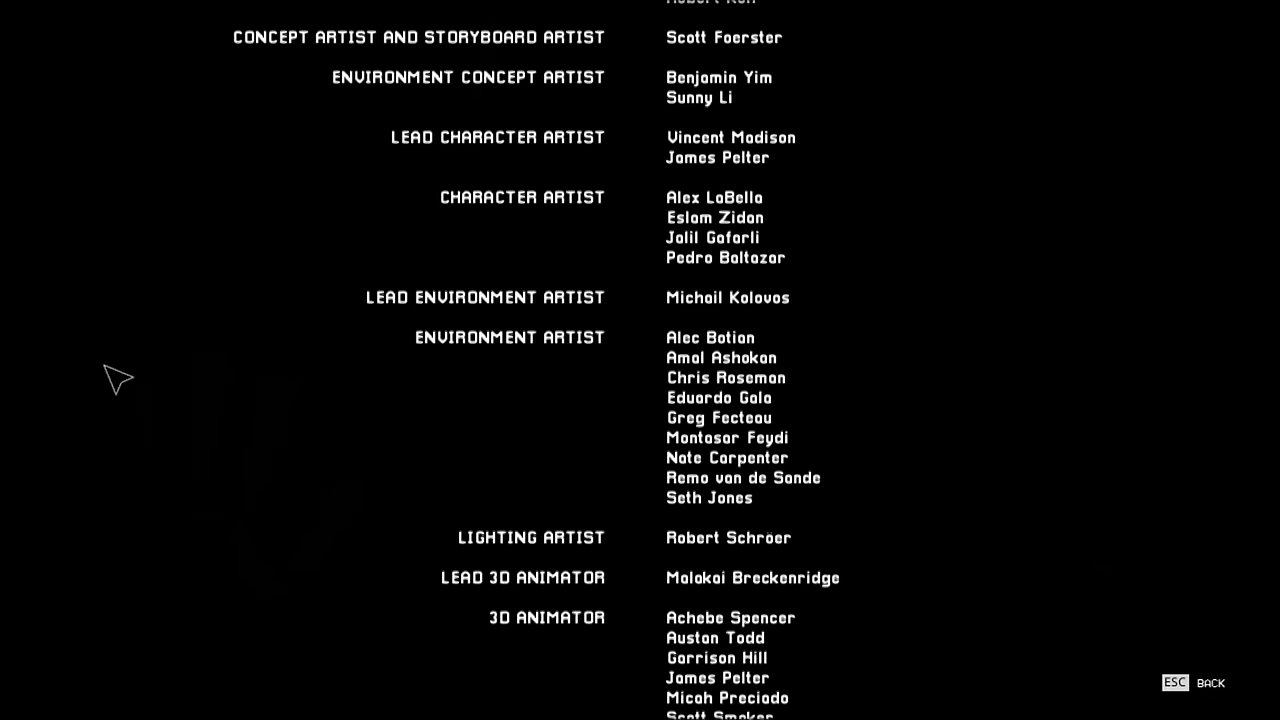 CONCEPT ARTIST AND STORYBOARD ARTIST Scott Foerster
ENVIRONMENT CONCEPT ARTIST Benjamin Yim
Sunny Li
LEAD CHARACTER ARTIST Vincent Madison
James Pelter
CHARACTER ARTIST Alex LaBella
Eslam Zidan
Jalil Gafarli
Pedro Baltazar
LEAD ENVIRONMENT ARTIST Michail Kolovos
ENVIRONMENT ARTIST Alec Botian
Amal Ashokan
Chris Roseman
Eduardo Gala
Greg Fecteau
Montasar Feydi
Nate Carpenter
Remo van de Sande
Seth Jones
LIGHTING ARTIST Robert Schröer
LEAD 3D ANIMATOR Malakai Breckenridge
3D ANIMATOR Achebe Spencer
Austan Todd
Garrison Hill
James Pelter
Micah Preciado
ESC BACK